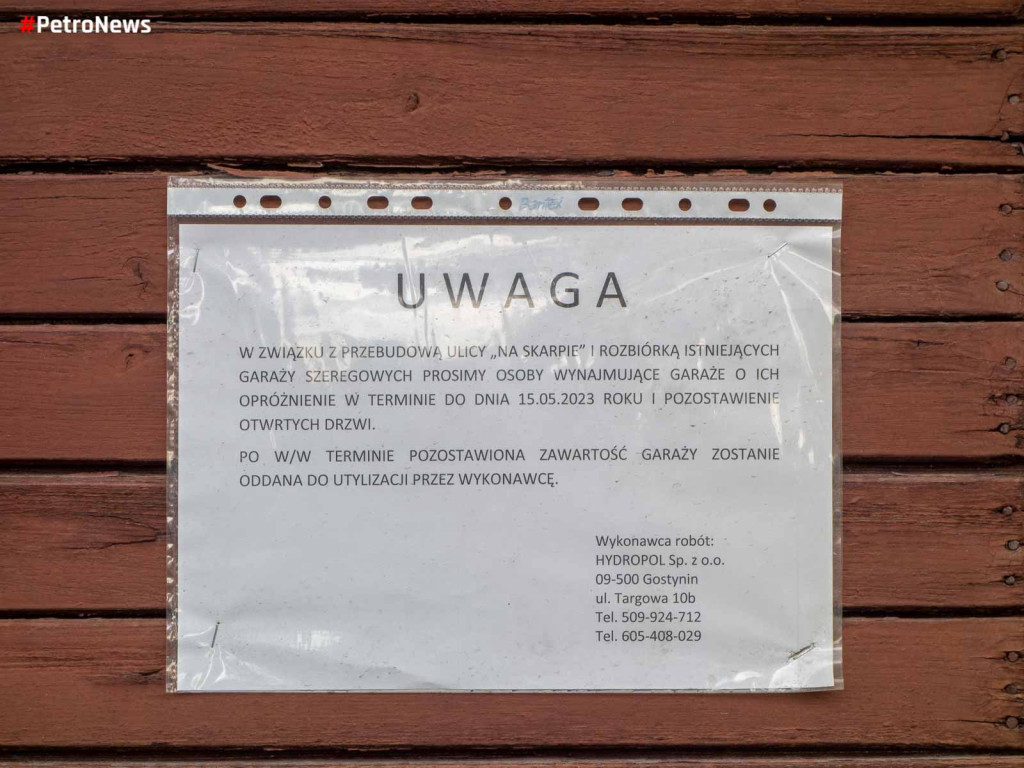 #PetroNews
UWAGA
W ZWIĄZKU Z PRZEBUDOWĄ ULICY „NA SKARPIE” I ROZBIÓRKĄ ISTNIEJĄCYCH
GARAŻY SZEREGOWYCH PROSIMY OSOBY WYNAJMUJĄCE GARAŻE O ICH
OPRÓŻNIENIE W TERMINIE DO DNIA 15.05.2023 ROKU I POZOSTAWIENIE
OTWRTYCH DRZWI.
PO W/W TERMINIE POZOSTAWIONA ZAWARTOŚĆ GARAŻY ZOSTANIE
ODDANA DO UTYLIZACJI PRZEZ WYKONAWCĘ.
Wykonawca robót:
HYDROPOL Sp. z o.o.
09-500 Gostynin
ul. Targowa 10b
Tel. 509-924-712
Tel. 605-408-029